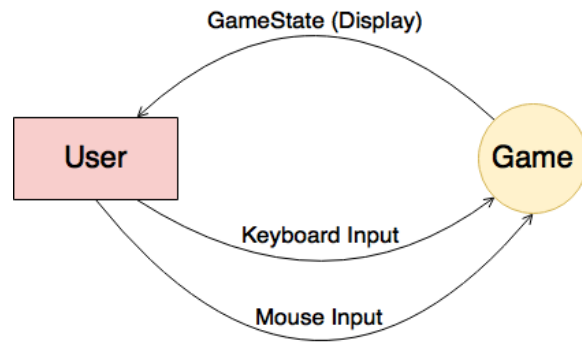 GameState (Display)
User
Game
Keyboard Input
Mouse Input